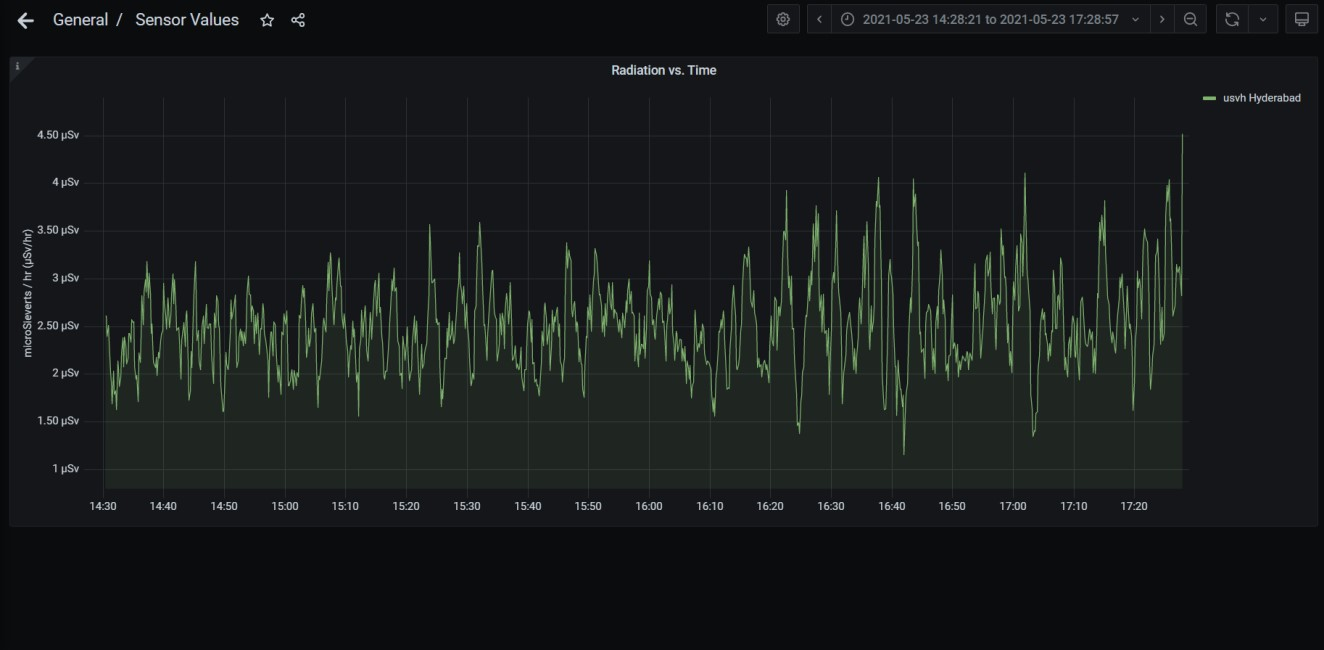 General / Sensor Values
2021-05-23 14:28:21 to 2021-05-23 17:28:57
i
Radiation vs. Time
usvh Hyderabad
microSieverts / hr (µSv/hr)
4.50 µSv
4 µSv
3.50 µSv
3 µSv
2.50 µSv
2 µSv
1.50 µSv
1 µSv
14:30 14:40 14:50 15:00 15:10 15:20 15:30 15:40 15:50 16:00 16:10 16:20 16:30 16:40 16:50 17:00 17:10 17:20